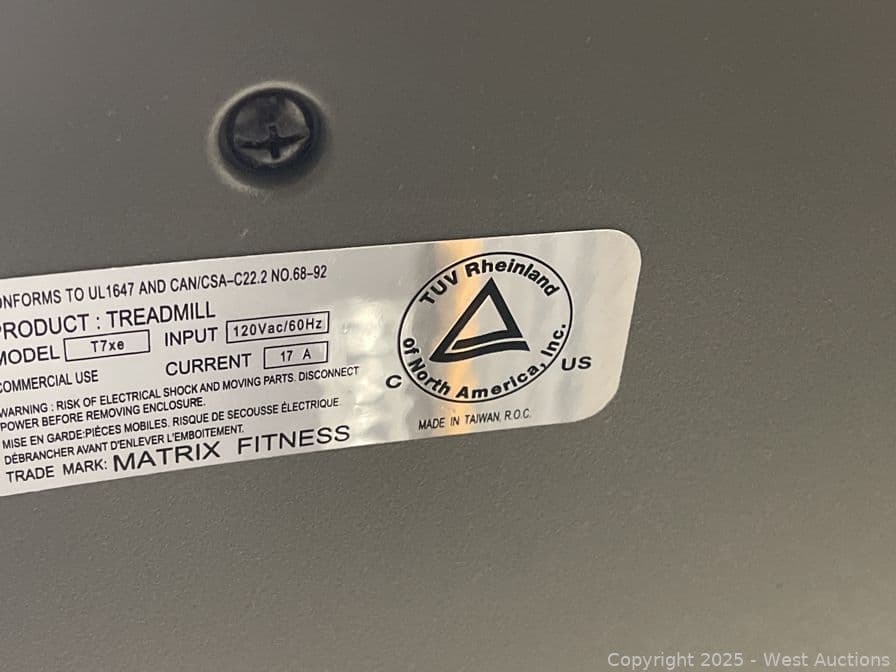 ONFORMS TO UL1647 AND CAN/CSA-C22.2 NO.68-92
PRODUCT : TREADMILL
MODEL T7xe INPUT 120Vac/60Hz
COMMERCIAL USE CURRENT 17 A
WARNING : RISK OF ELECTRICAL SHOCK AND MOVING PARTS. DISCONNECT
POWER BEFORE REMOVING ENCLOSURE.
MISE EN GARDE:PIÈCES MOBILES. RISQUE DE SECOUSSE ÉLECTRIQUE
DÉBRANCHER AVANT D'ENLEVER L'EMBOITEMENT.
TRADE MARK: MATRIX FITNESS
TUV Rheinland
of North America, Inc.
C US
MADE IN TAIWAN, R.O.C.
Copyright 2025 - West Auctions